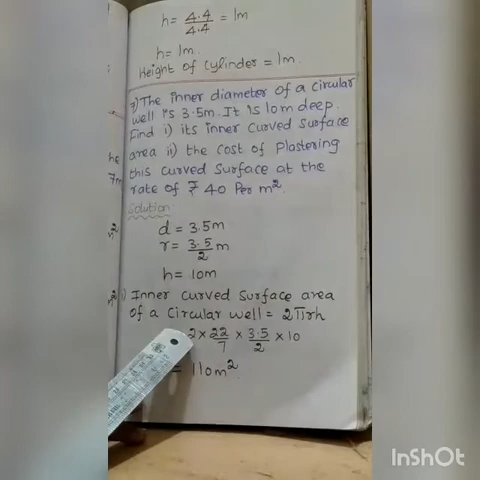 h = 4.4/4.4 = 1m
h = 1m.
Height of cylinder = 1m.
7) The inner diameter of a circular
well is 3.5m. It is 10m deep.
Find i) its inner curved surface
area ii) the cost of plastering
this curved surface at the
rate of ₹ 40 Per m².
Solution
d = 3.5m
r = 3.5/2 m
h = 10m
i) Inner curved surface area
of a circular well = 2πrh
2 × 22/7 × 3.5/2 × 10
= 110m²
InShOt